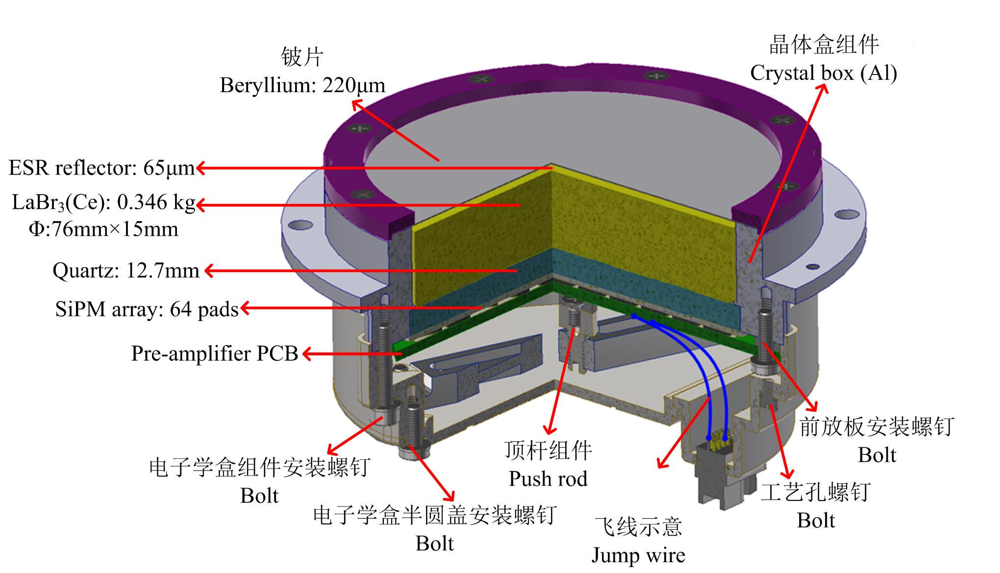 铍片
Beryllium: 220μm
晶体盒组件
Crystal box (Al)
ESR reflector: 65μm
LaBr₃(Ce): 0.346 kg
Φ:76mm×15mm
Quartz: 12.7mm
SiPM array: 64 pads
Pre-amplifier PCB
电子学盒组件安装螺钉
Bolt
电子学盒半圆盖安装螺钉
Bolt
顶杆组件
Push rod
飞线示意
Jump wire
前放板安装螺钉
Bolt
工艺孔螺钉
Bolt